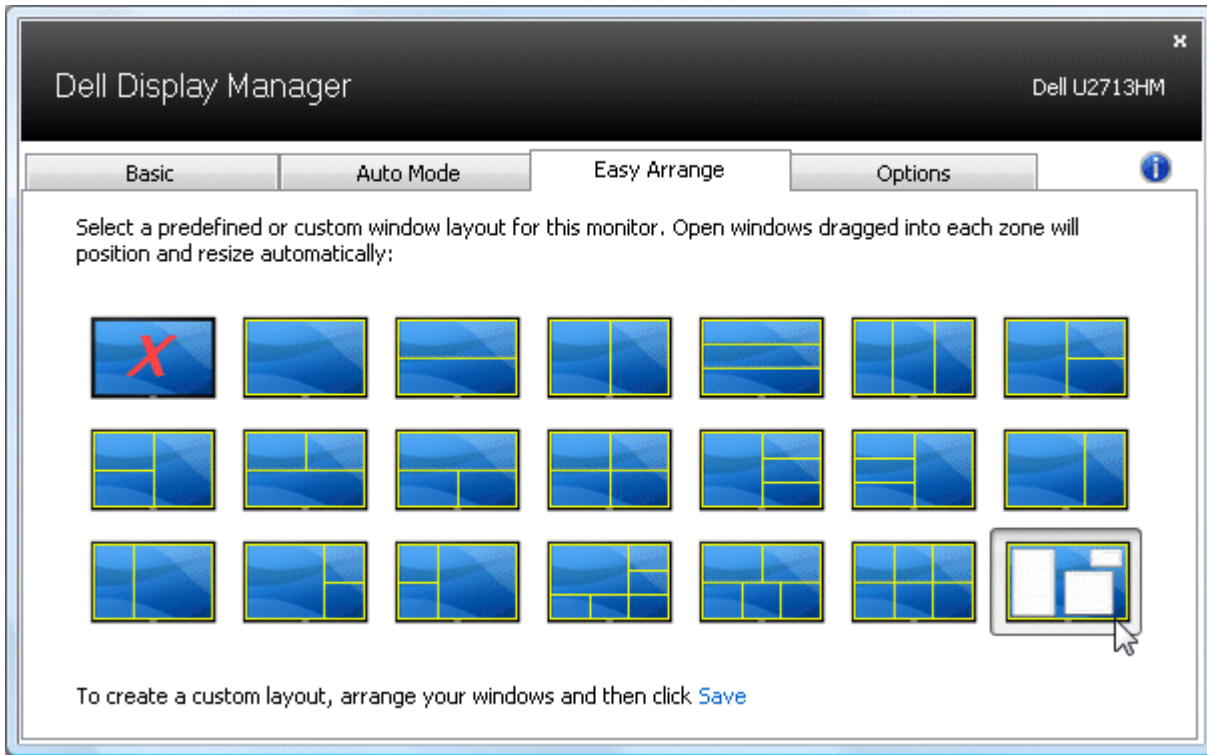 x
Dell Display Manager
Dell U2713HM
Basic
Auto Mode
Easy Arrange
Options
i
Select a predefined or custom window layout for this monitor. Open windows dragged into each zone will
position and resize automatically:
X
To create a custom layout, arrange your windows and then click Save